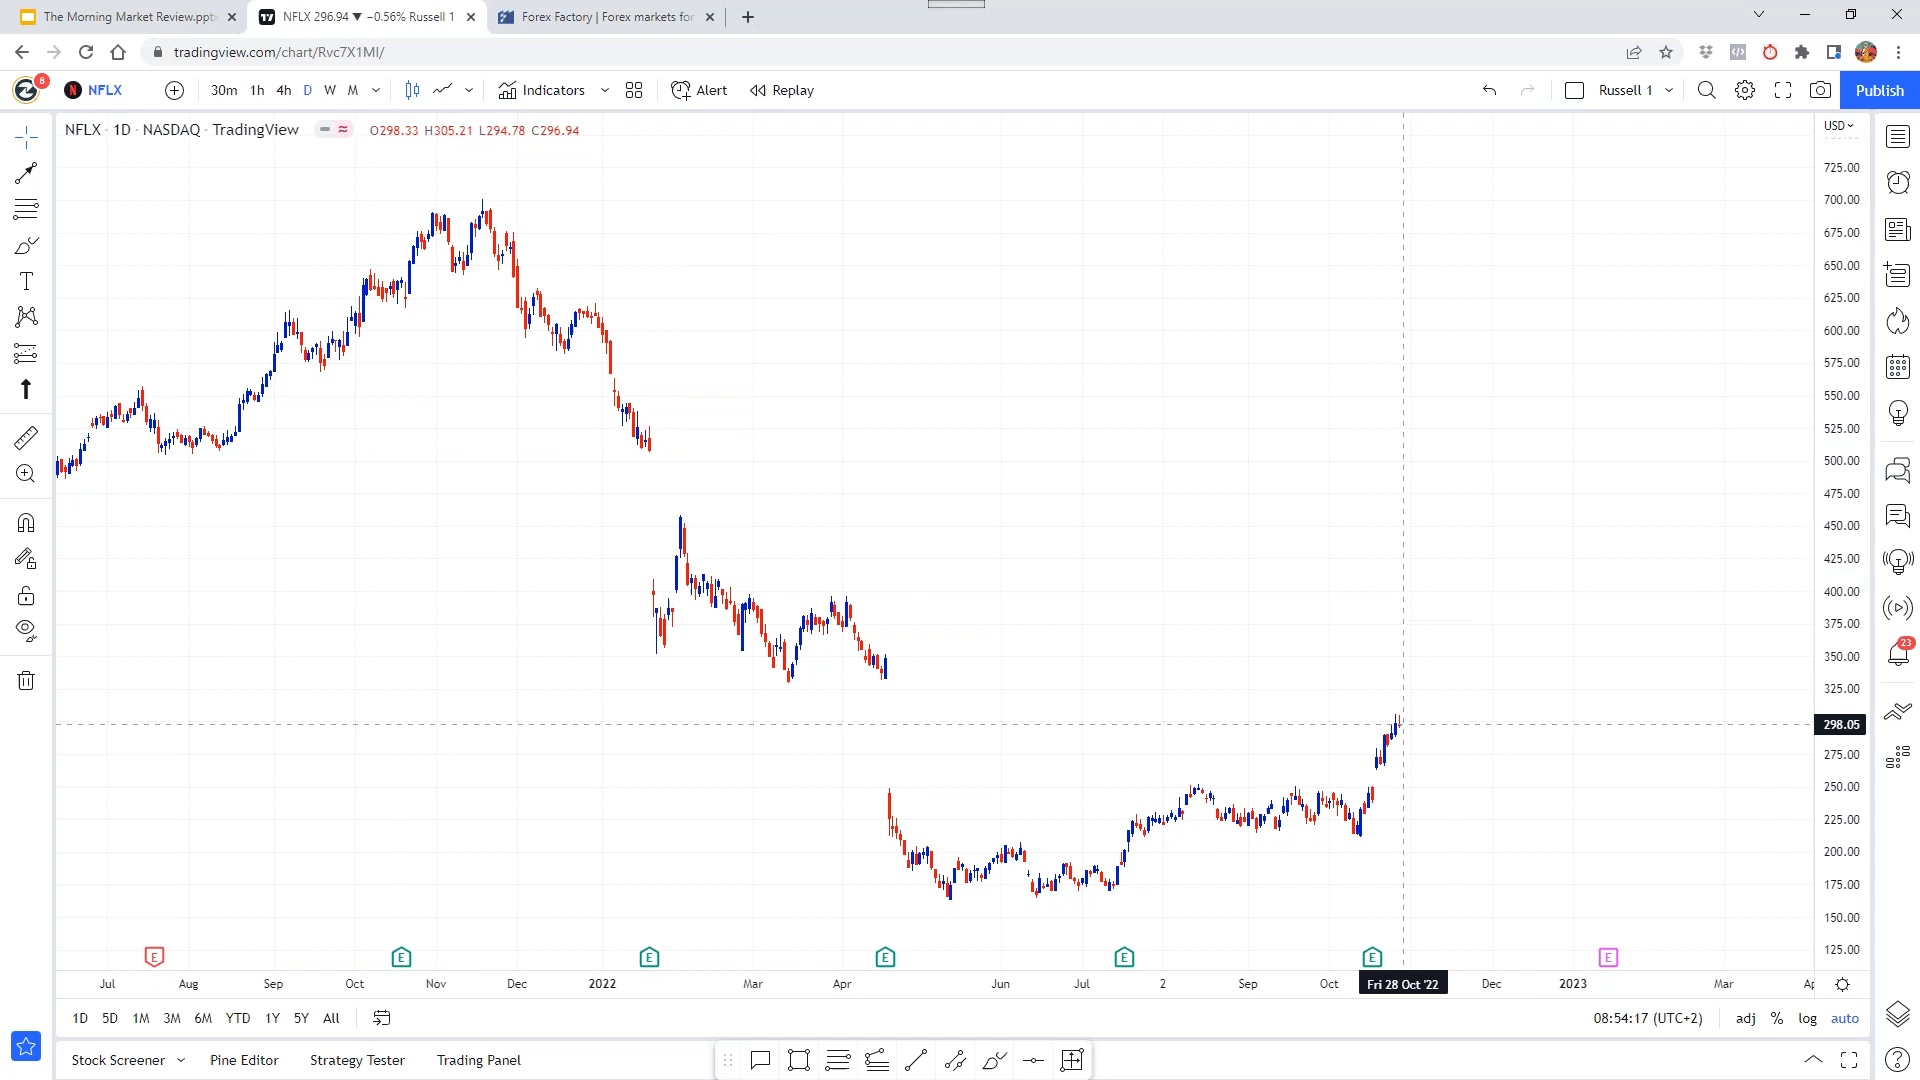 The Morning Market Review.ppt
NFLX 296.94 ▼ −0.56% Russell 1
Forex Factory | Forex markets for
tradingview.com/chart/Rvc7X1MI/
8
N
NFLX
30m 1h 4h D W M
Indicators
Alert
Replay
Russell 1
Publish
NFLX · 1D · NASDAQ · TradingView
O298.33 H305.21 L294.78 C296.94
USD
725.00
700.00
675.00
650.00
625.00
600.00
575.00
550.00
525.00
500.00
475.00
450.00
425.00
400.00
375.00
350.00
325.00
298.05
275.00
250.00
225.00
200.00
175.00
150.00
125.00
23
E E E E E E E
Jul Aug Sep Oct Nov Dec 2022 Mar Apr Jun Jul 2 Sep Oct Fri 28 Oct '22 Dec 2023 Mar
1D 5D 1M 3M 6M YTD 1Y 5Y All
08:54:17 (UTC+2)
adj % log auto
Stock Screener
Pine Editor
Strategy Tester
Trading Panel